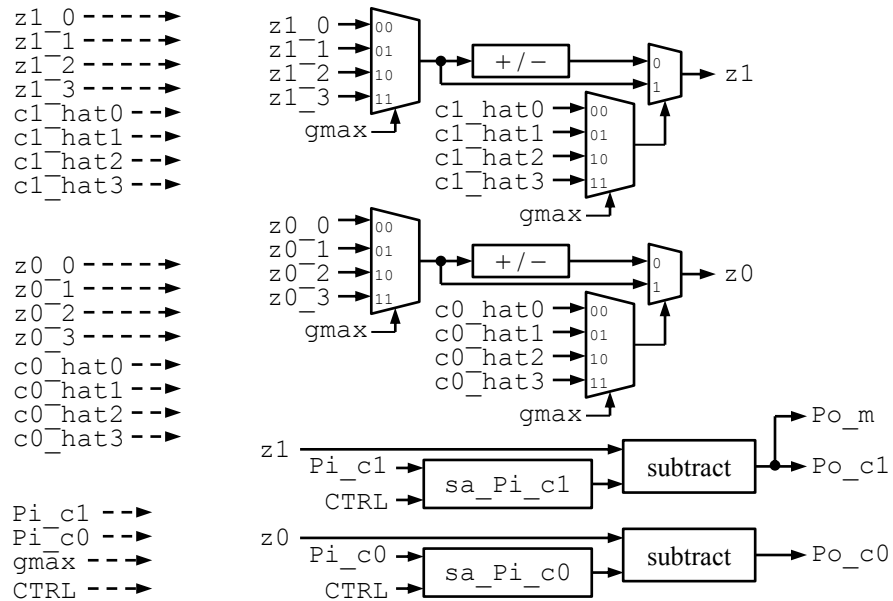 z1_0
z1_1
z1_2
z1_3
c1_hat0
c1_hat1
c1_hat2
c1_hat3
z0_0
z0_1
z0_2
z0_3
c0_hat0
c0_hat1
c0_hat2
c0_hat3
Pi_c1
Pi_c0
gmax
CTRL
z1_0 00
z1_1 01
z1_2 10
z1_3 11
gmax
+/−
0
1
z1
c1_hat0 00
c1_hat1 01
c1_hat2 10
c1_hat3 11
gmax
z0_0 00
z0_1 01
z0_2 10
z0_3 11
gmax
+/−
0
1
z0
c0_hat0 00
c0_hat1 01
c0_hat2 10
c0_hat3 11
gmax
z1
Pi_c1
CTRL
sa_Pi_c1
subtract
Po_m
Po_c1
z0
Pi_c0
CTRL
sa_Pi_c0
subtract
Po_c0